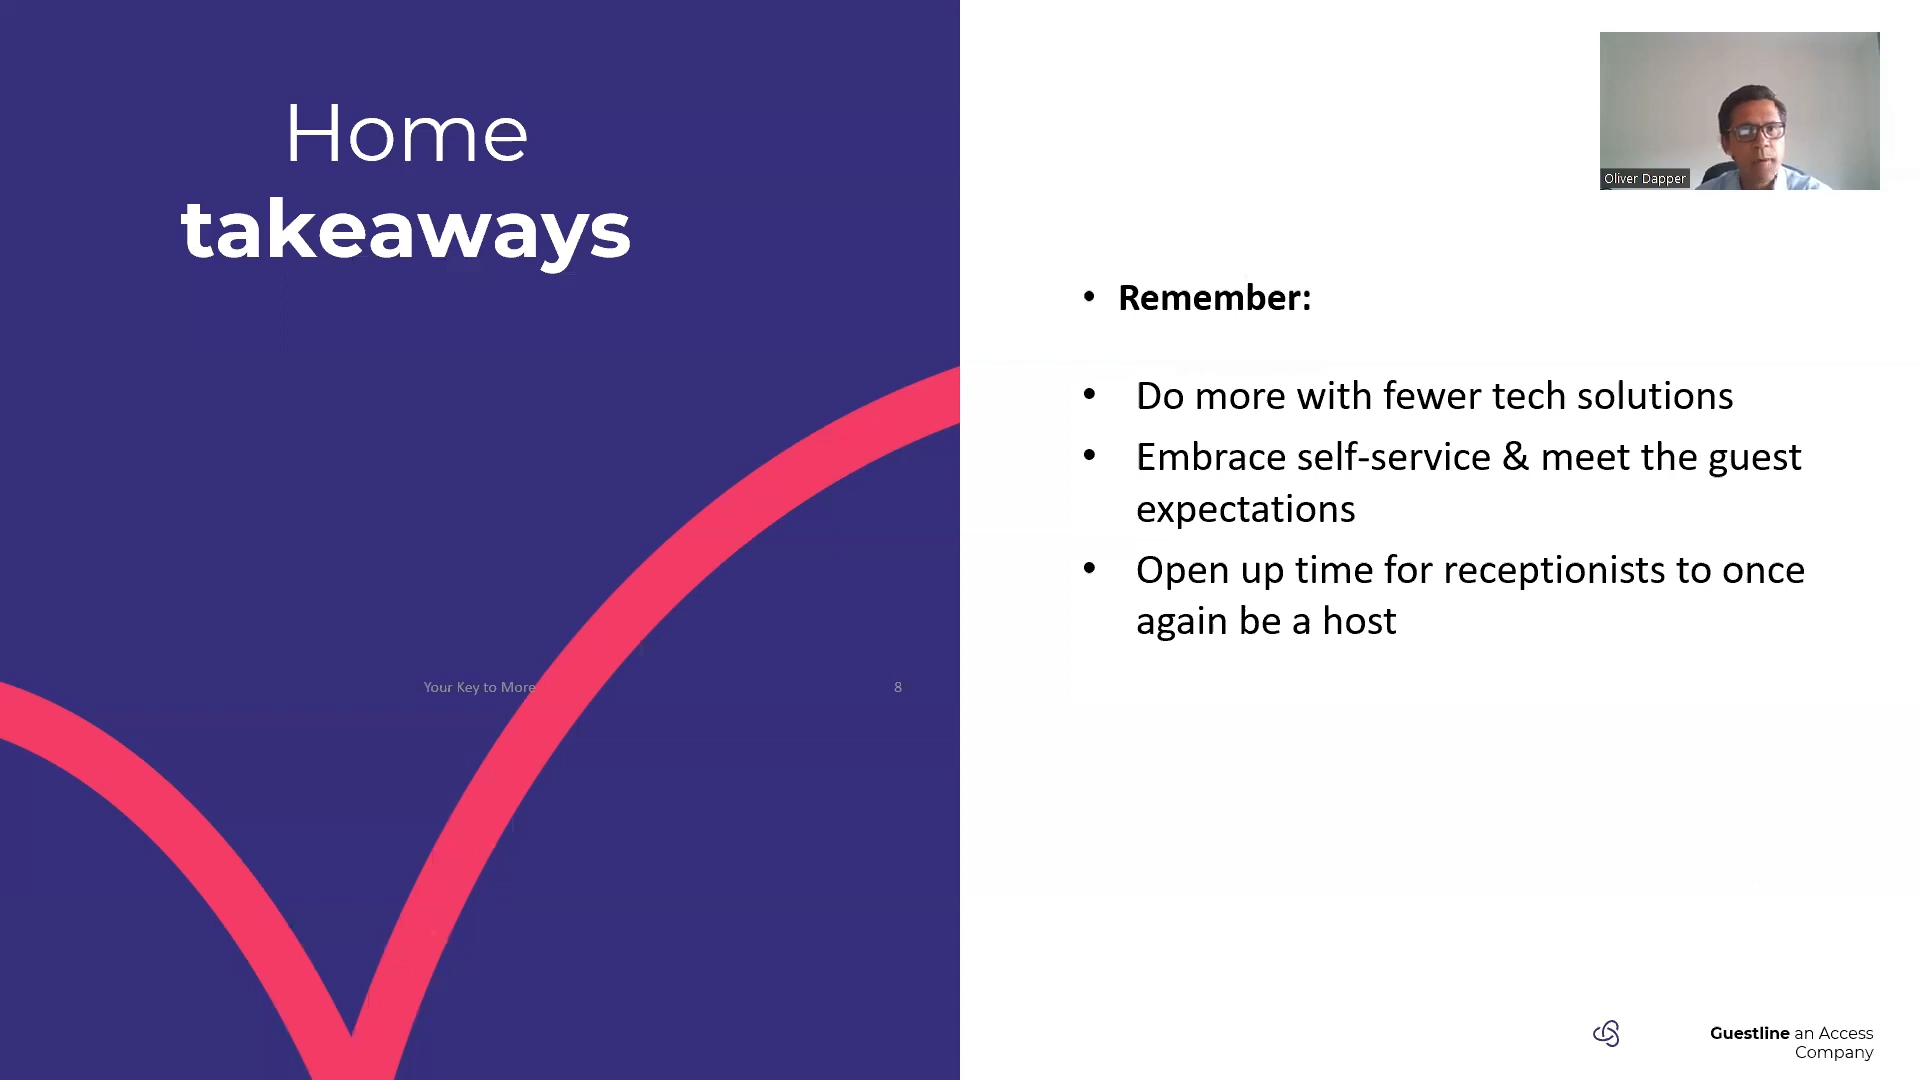 Home
takeaways
Oliver Dapper
• Remember:
• Do more with fewer tech solutions
• Embrace self-service & meet the guest
expectations
• Open up time for receptionists to once
again be a host
Your Key to More
8
Guestline an Access
Company